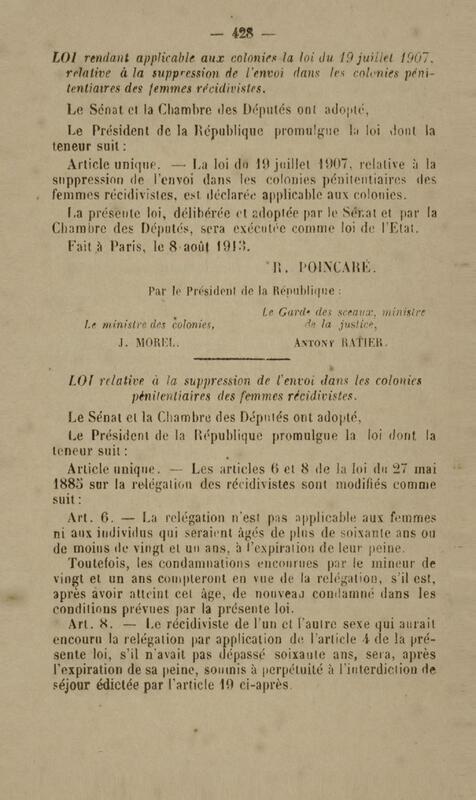 — 428 —
LOI rendant applicable aux colonies la loi du 19 juillet 1907,
relative à la suppression de l'envoi dans les colonies péni-
tentiaires des femmes récidivistes.
Le Sénat et la Chambre des Députés ont adopté,
Le Président de la République promulgue la loi dont la
teneur suit :
Article unique. — La loi du 19 juillet 1907, relative à la
suppression de l'envoi dans les colonies pénitentiaires des
femmes récidivistes, est déclarée applicable aux colonies.
La présente loi, délibérée et adoptée par le Sénat et par la
Chambre des Députés, sera exécutée comme loi de l'Etat.
Fait à Paris, le 8 août 1913.
R. POINCARÉ.
Par le Président de la République :
Le ministre des colonies,
J. MOREL.
Le Garde des sceaux, ministre
de la justice,
ANTONY RATIER.
LOI relative à la suppression de l'envoi dans les colonies
pénitentiaires des femmes récidivistes.
Le Sénat et la Chambre des Députés ont adopté,
Le Président de la République promulgue la loi dont la
teneur suit :
Article unique. — Les articles 6 et 8 de la loi du 27 mai
1885 sur la relégation des récidivistes sont modifiés comme
suit :
Art. 6. — La relégation n'est pas applicable aux femmes
ni aux individus qui seraient âgés de plus de soixante ans ou
de moins de vingt et un ans, à l'expiration de leur peine.
Toutefois, les condamnations encourues par le mineur de
vingt et un ans compteront en vue de la relégation, s'il est,
après avoir atteint cet âge, de nouveau condamné dans les
conditions prévues par la présente loi.
Art. 8. — Le récidiviste de l'un et l'autre sexe qui aurait
encouru la relégation par application de l'article 4 de la pré-
sente loi, s'il n'avait pas dépassé soixante ans, sera, après
l'expiration de sa peine, soumis à perpétuité à l'interdiction de
séjour édictée par l'article 19 ci-après.